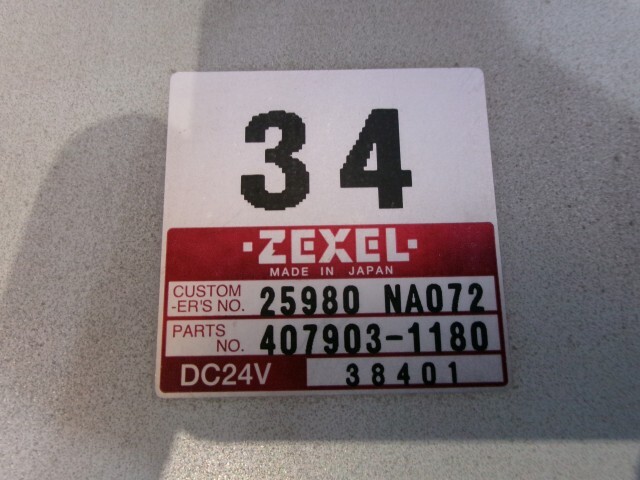 34
·ZEXEL·
MADE IN JAPAN
CUSTOM
-ER'S NO. 25980 NA072
PARTS
NO. 407903-1180
DC24V 38401